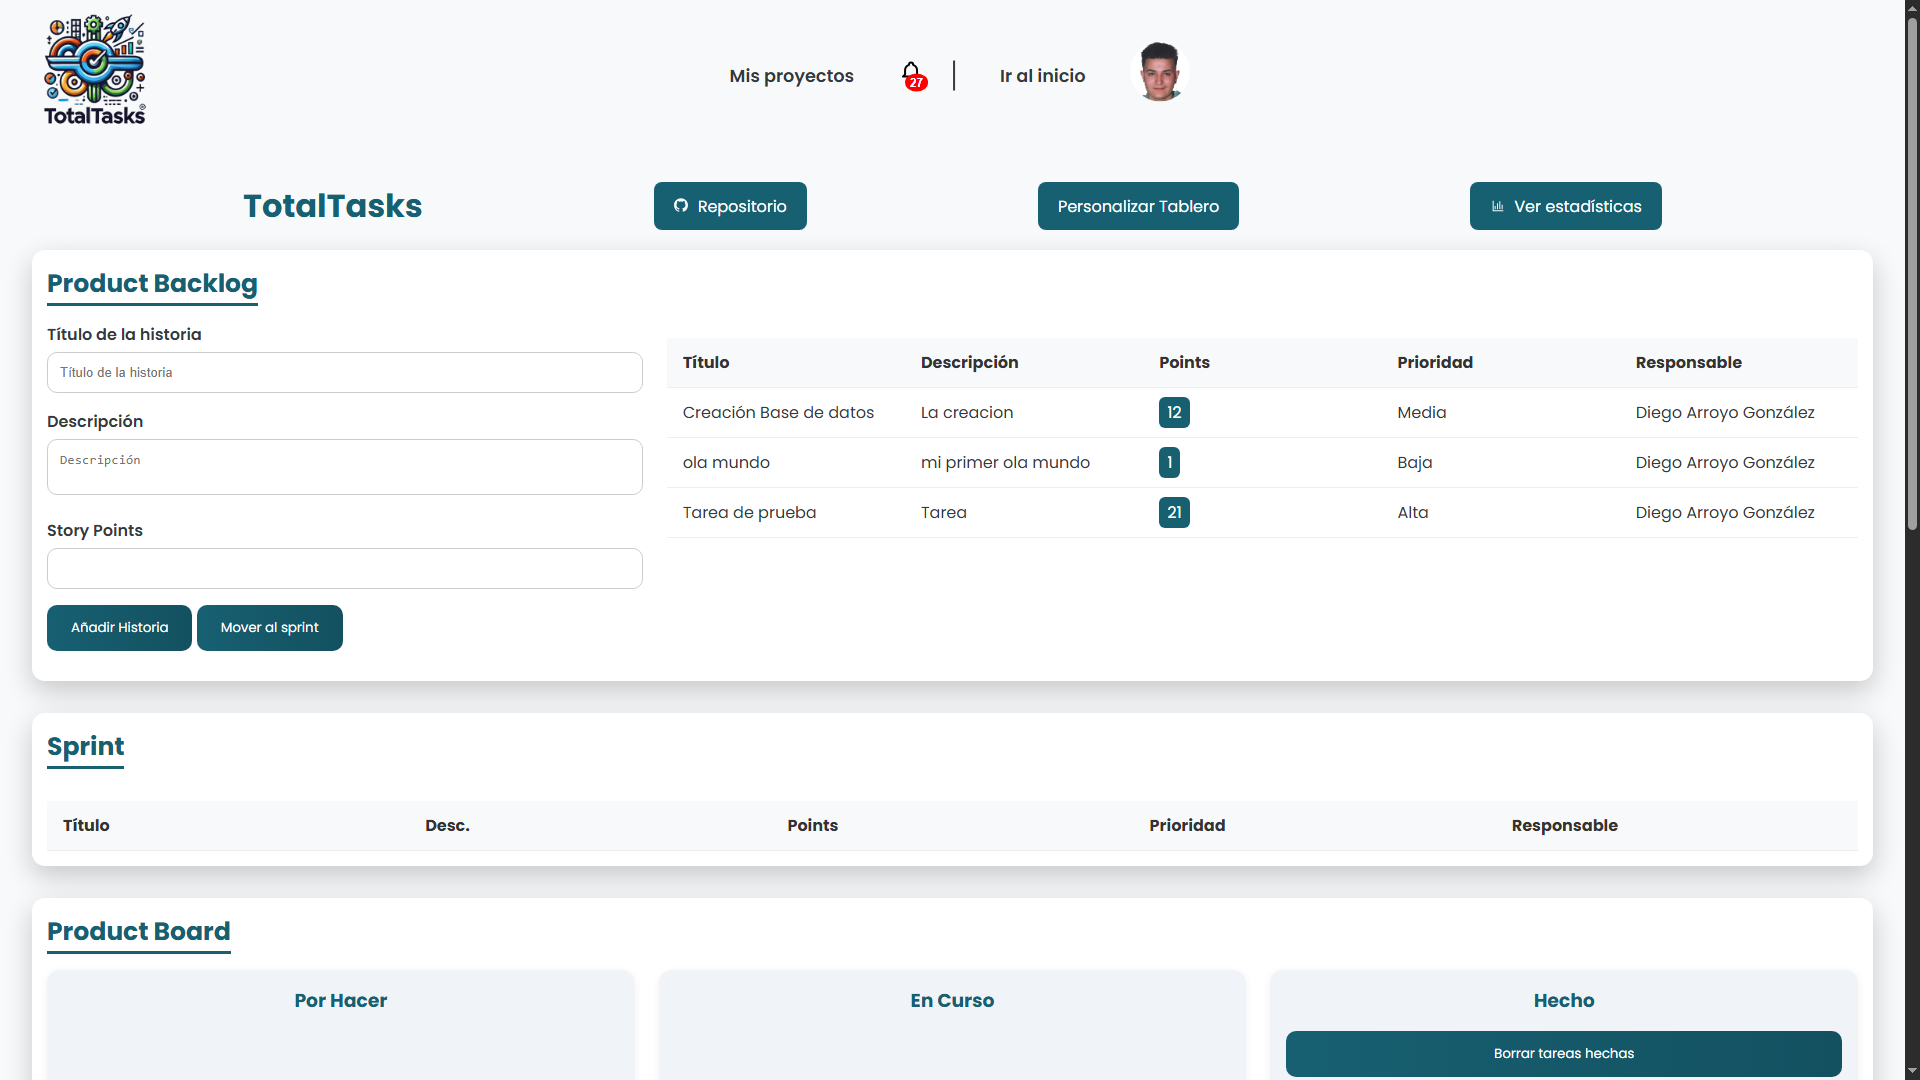 TotalTasks
Mis proyectos 27 Ir al inicio
TotalTasks Repositorio Personalizar Tablero Ver estadísticas
Product Backlog
Título de la historia
Título de la historia
Descripción
Descripción
Story Points
Añadir Historia Mover al sprint
Título Descripción Points Prioridad Responsable
Creación Base de datos La creacion 12 Media Diego Arroyo González
ola mundo mi primer ola mundo 1 Baja Diego Arroyo González
Tarea de prueba Tarea 21 Alta Diego Arroyo González
Sprint
Título Desc. Points Prioridad Responsable
Product Board
Por Hacer En Curso Hecho
Borrar tareas hechas